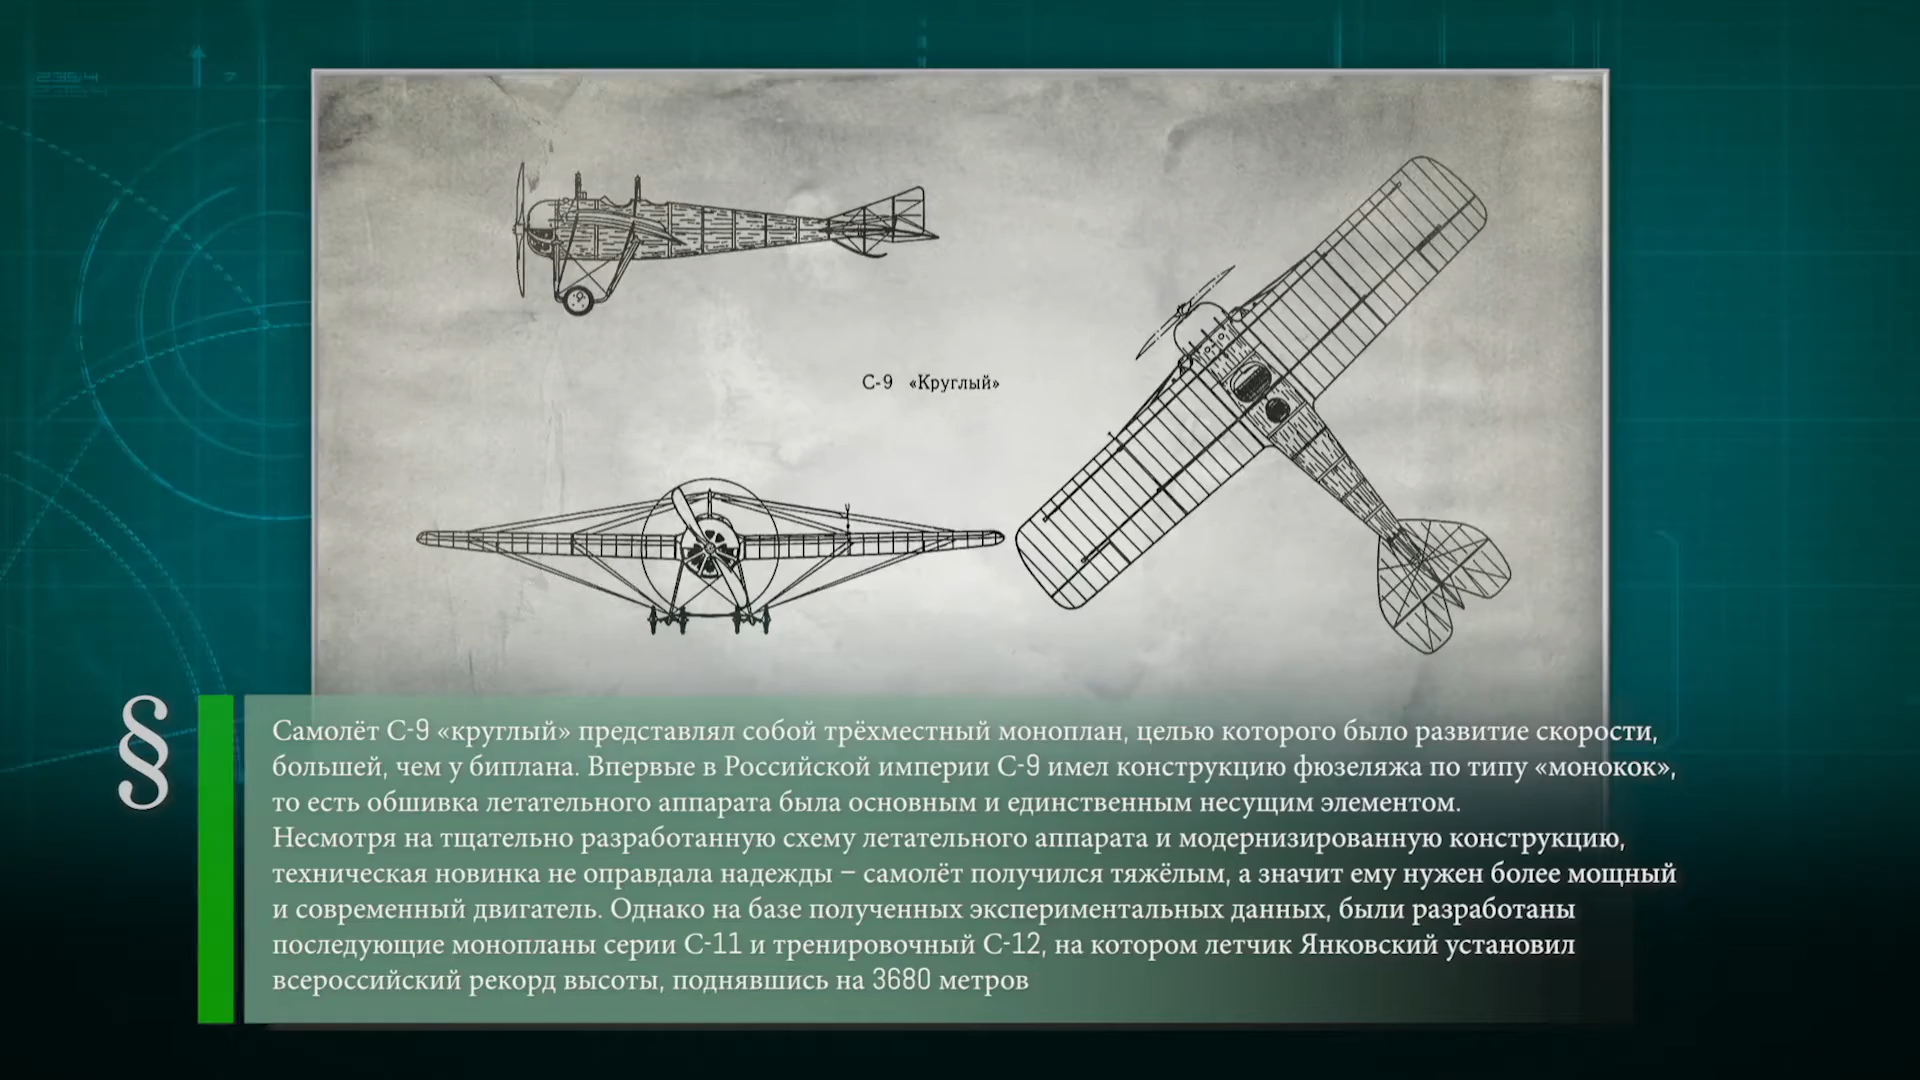 С-9 «Круглый»
§
Самолёт С-9 «круглый» представлял собой трёхместный моноплан, целью которого было развитие скорости,
большей, чем у биплана. Впервые в Российской империи С-9 имел конструкцию фюзеляжа по типу «монокок»,
то есть обшивка летательного аппарата была основным и единственным несущим элементом.
Несмотря на тщательно разработанную схему летательного аппарата и модернизированную конструкцию,
техническая новинка не оправдала надежды – самолёт получился тяжёлым, а значит ему нужен более мощный
и современный двигатель. Однако на базе полученных экспериментальных данных, были разработаны
последующие монопланы серии С-11 и тренировочный С-12, на котором летчик Янковский установил
всероссийский рекорд высоты, поднявшись на 3680 метров